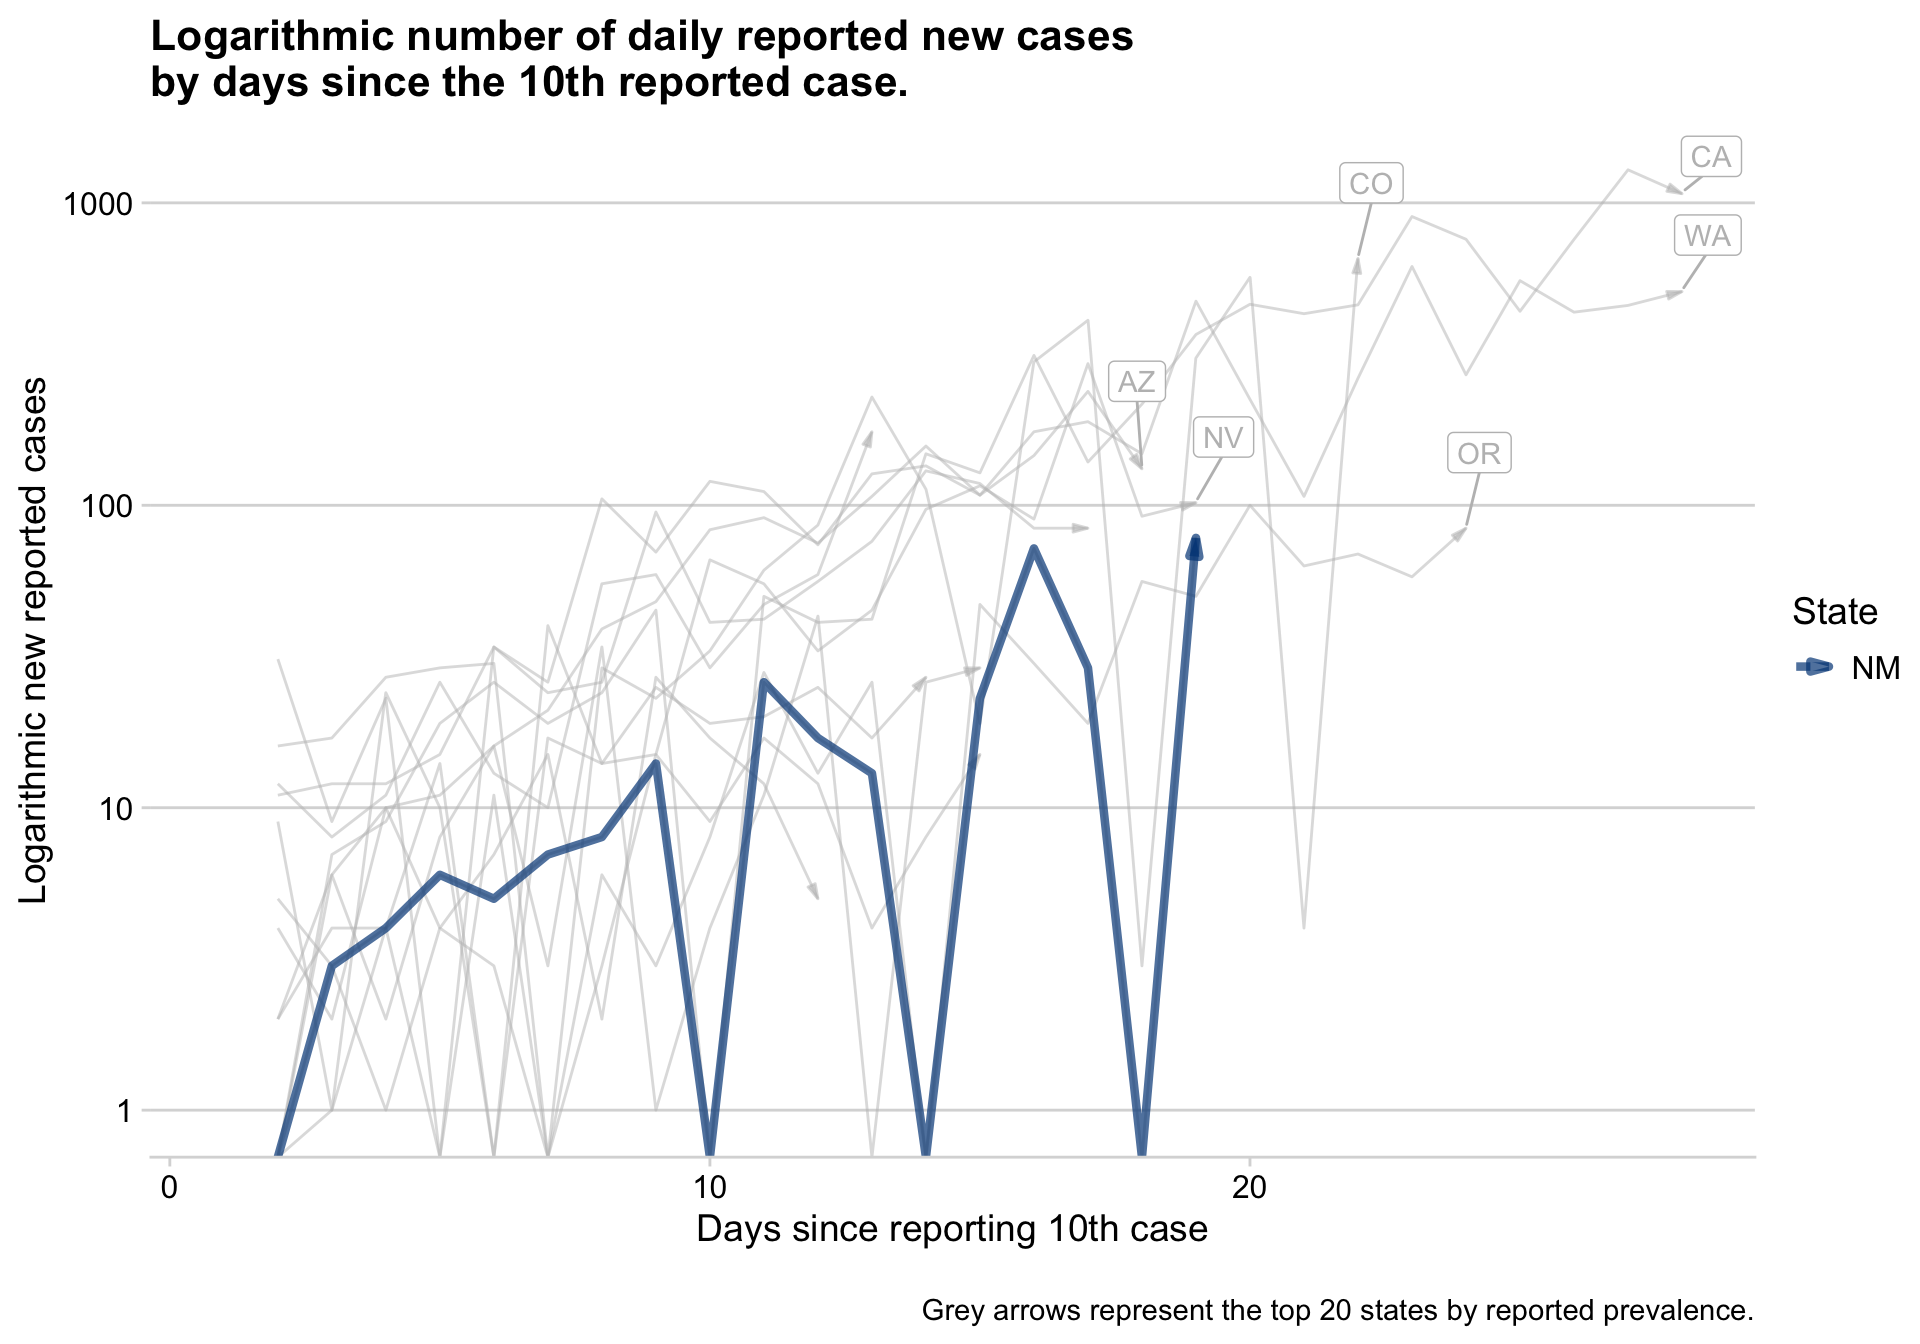 Logarithmic number of daily reported new cases
by days since the 10th reported case.
CA
CO
WA
AZ
NV
OR
1000
100
10
1
Logarithmic new reported cases
0
10
20
Days since reporting 10th case
State
NM
Grey arrows represent the top 20 states by reported prevalence.